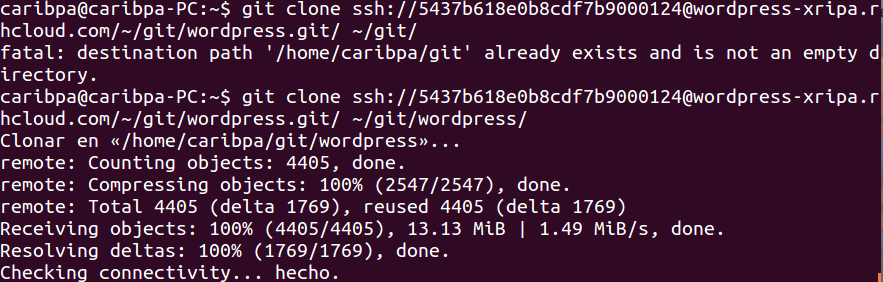 caribpa@caribpa-PC:~$ git clone ssh://5437b618e0b8cdf7b9000124@wordpress-xripa.r
hcloud.com/~/git/wordpress.git/ ~/git/
fatal: destination path '/home/caribpa/git' already exists and is not an empty d
irectory.
caribpa@caribpa-PC:~$ git clone ssh://5437b618e0b8cdf7b9000124@wordpress-xripa.r
hcloud.com/~/git/wordpress.git/ ~/git/wordpress/
Clonar en «/home/caribpa/git/wordpress»...
remote: Counting objects: 4405, done.
remote: Compressing objects: 100% (2547/2547), done.
remote: Total 4405 (delta 1769), reused 4405 (delta 1769)
Receiving objects: 100% (4405/4405), 13.13 MiB | 1.49 MiB/s, done.
Resolving deltas: 100% (1769/1769), done.
Checking connectivity... hecho.